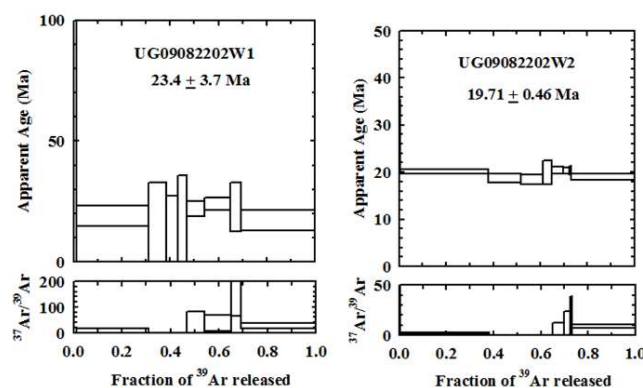 100
UG09082202W1
23.4 ± 3.7 Ma
50
0
Apparent Age (Ma)
200
100
0
37Ar/39Ar
0.0 0.2 0.4 0.6 0.8 1.0
Fraction of 39Ar released
50
UG09082202W2
19.71 ± 0.46 Ma
40
30
20
10
0
Apparent Age (Ma)
50
0
37Ar/39Ar
0.0 0.2 0.4 0.6 0.8 1.0
Fraction of 39Ar released